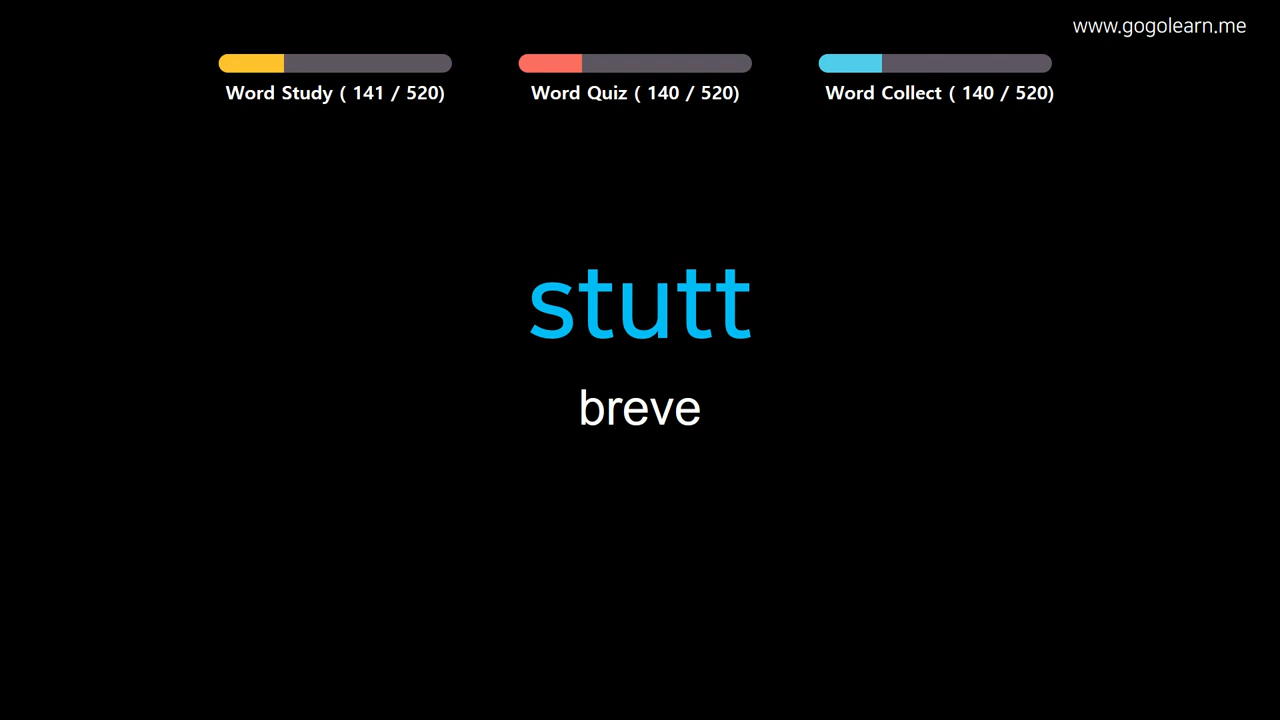 www.gogolearn.me
Word Study ( 141 / 520)
Word Quiz ( 140 / 520)
Word Collect ( 140 / 520)
stutt
breve